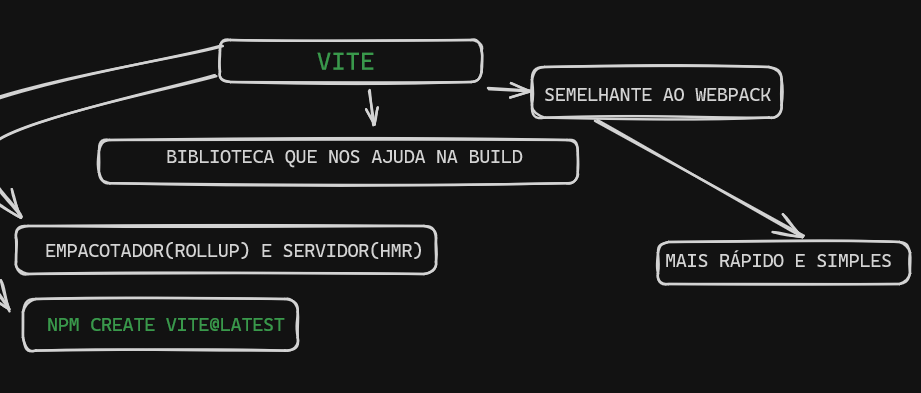 VITE
SEMELHANTE AO WEBPACK
BIBLIOTECA QUE NOS AJUDA NA BUILD
EMPACOTADOR(ROLLUP) E SERVIDOR(HMR)
MAIS RÁPIDO E SIMPLES
NPM CREATE VITE@LATEST